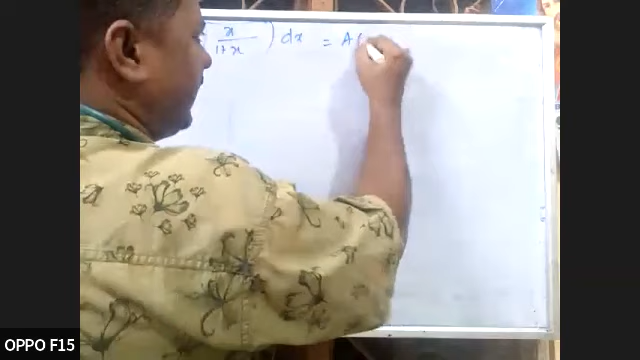 x/(1+x) ) dx = A(
OPPO F15